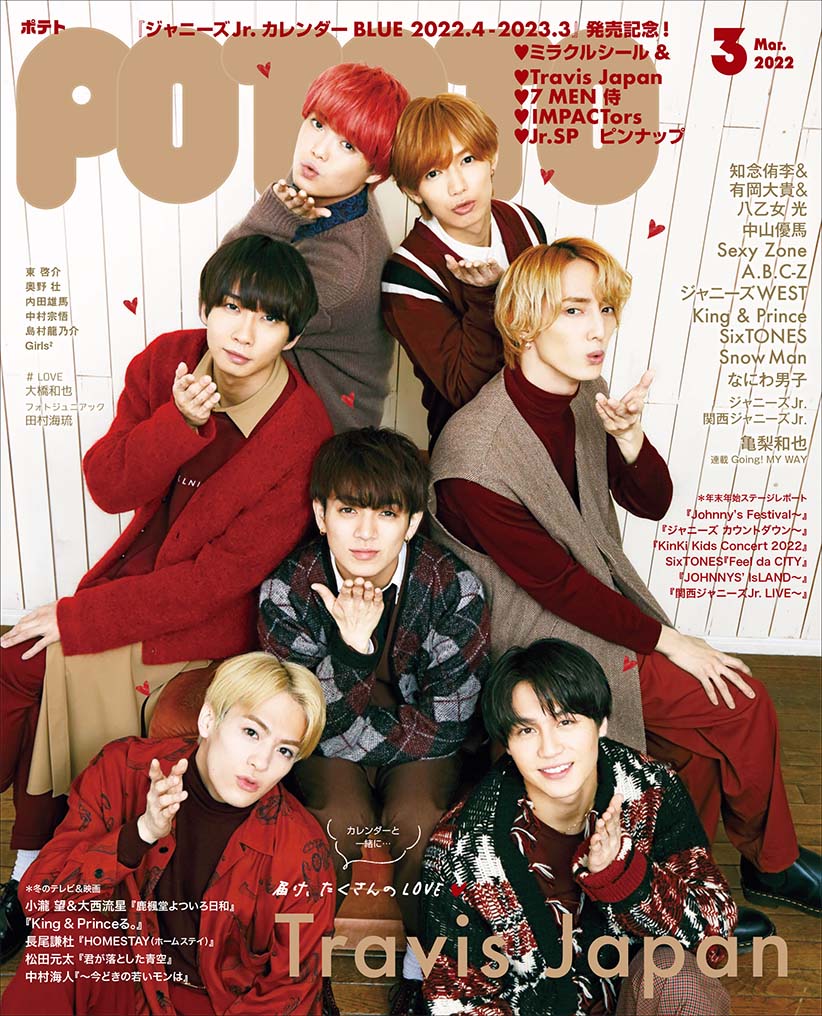 ポテト
POTATO
『ジャニーズJr. カレンダー BLUE 2022.4-2023.3』発売記念!
♥ミラクルシール &
♥Travis Japan
♥7 MEN 侍
♥IMPACTors
♥Jr.SP ピンナップ
3
Mar.
2022
知念侑李&
有岡大貴&
八乙女 光
中山優馬
Sexy Zone
A.B.C-Z
ジャニーズWEST
King & Prince
SixTONES
Snow Man
なにわ男子
ジャニーズJr.
関西ジャニーズJr.
亀梨和也
連載 Going! MY WAY
東 啓介
奥野 壮
内田雄馬
中村宗悟
島村龍乃介
Girls²
# LOVE
大橋和也
フォトジュニアック
田村海琉
*年末年始ステージレポート
『Johnny's Festival〜』
『ジャニーズ カウントダウン〜』
『KinKi Kids Concert 2022』
SixTONES『Feel da CITY』
『JOHNNYS' IsLAND〜』
『関西ジャニーズJr. LIVE〜』
カレンダーと
一緒に…
届け、たくさんのLOVE♥
Travis Japan
*冬のテレビ&映画
小瀧 望&大西流星『鹿楓堂よついろ日和』
『King & Princeる。』
長尾謙杜『HOMESTAY(ホームステイ)』
松田元太『君が落とした青空』
中村海人『〜今どきの若いモンは』